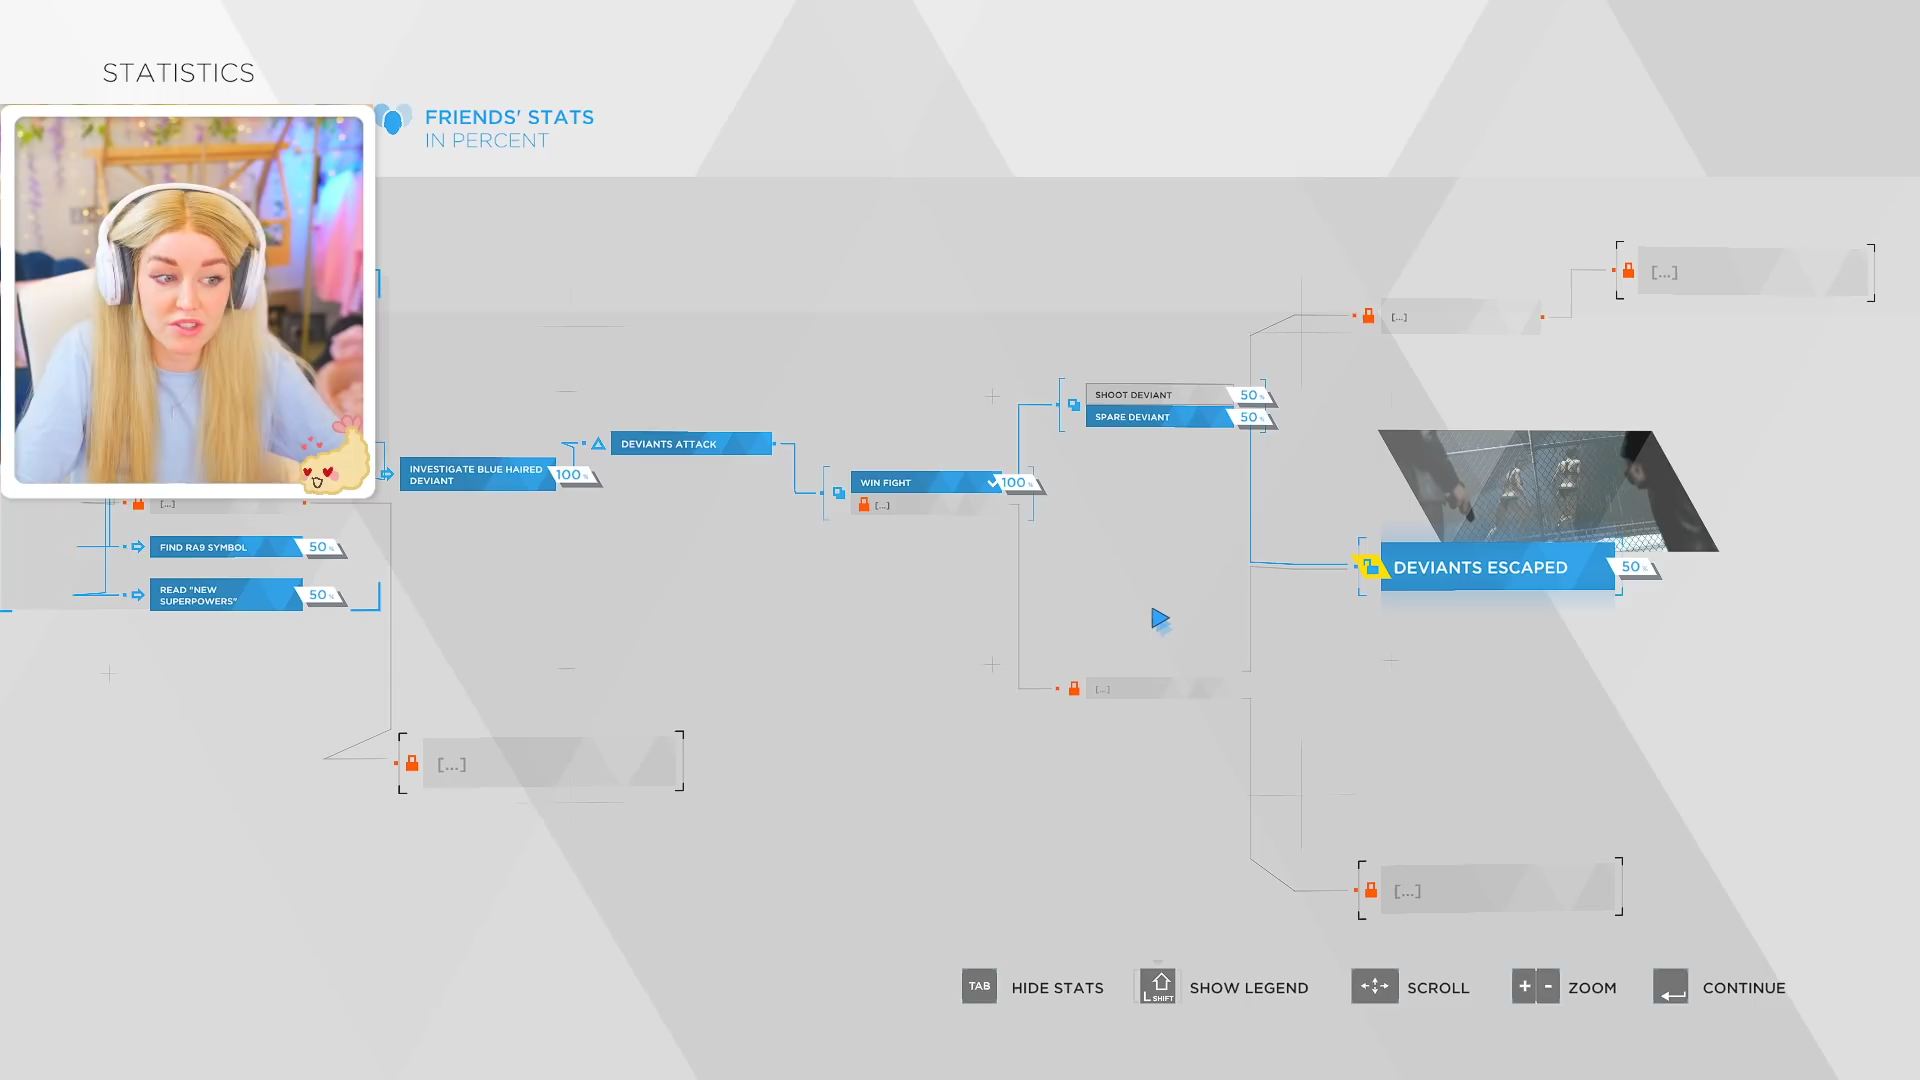 STATISTICS
FRIENDS' STATS
IN PERCENT
[...]
[...]
SHOOT DEVIANT 50%
SPARE DEVIANT 50%
DEVIANTS ATTACK
INVESTIGATE BLUE HAIRED
DEVIANT
100%
WIN FIGHT 100%
[...]
[...]
FIND RA9 SYMBOL 50%
READ "NEW
SUPERPOWERS"
50%
DEVIANTS ESCAPED 50%
[...]
[...]
[...]
TAB HIDE STATS L SHIFT SHOW LEGEND SCROLL + - ZOOM CONTINUE